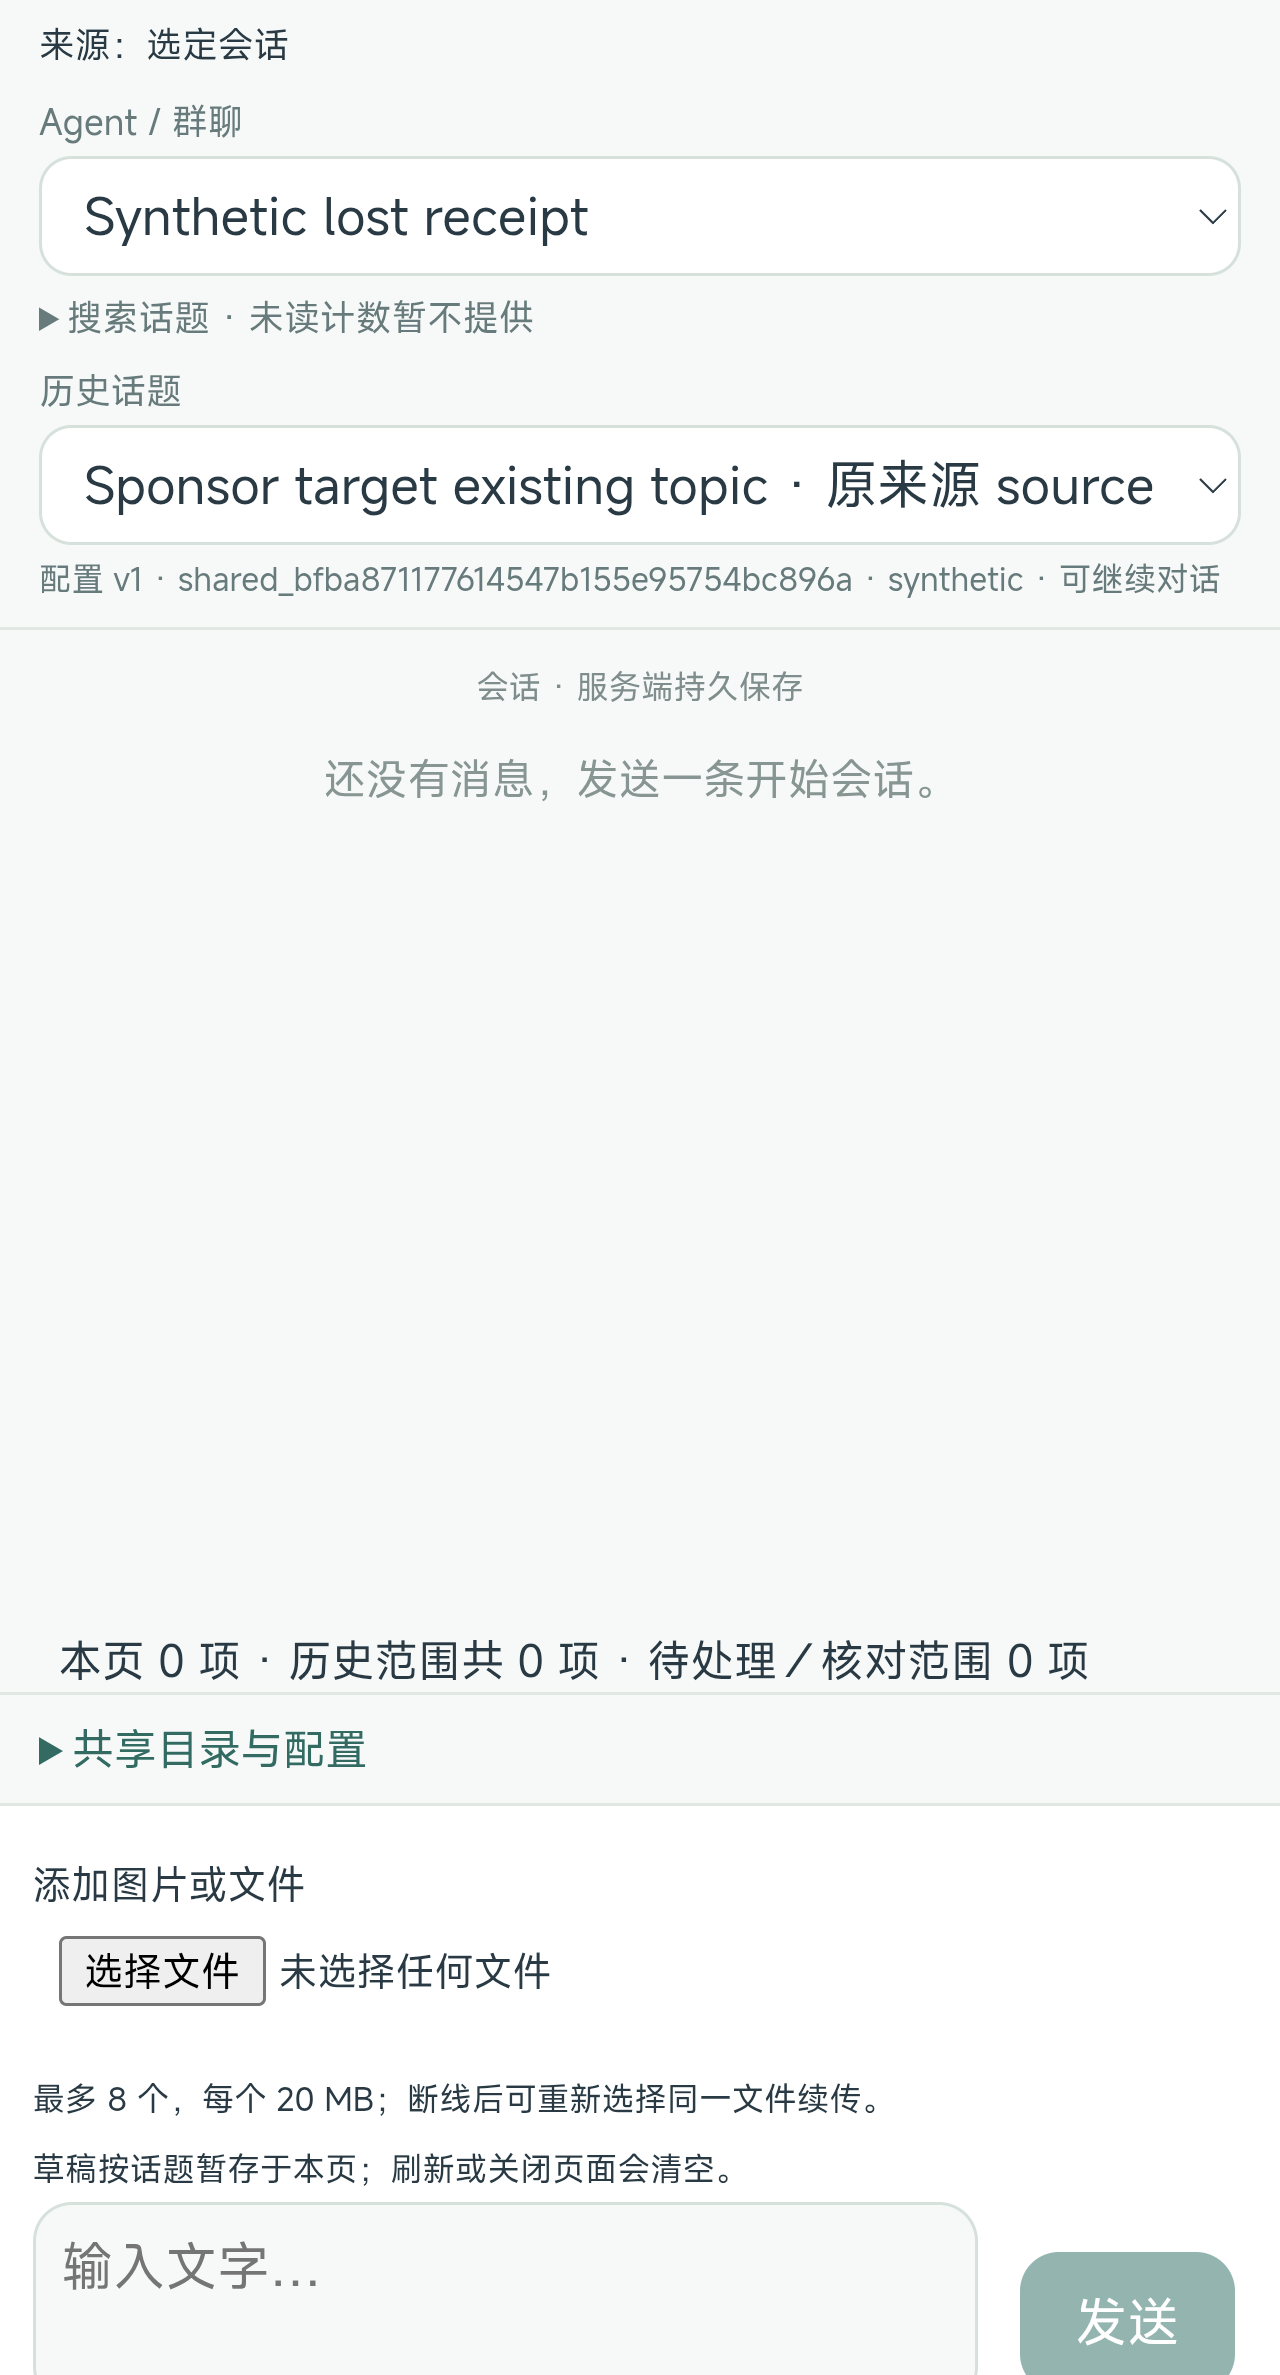 来源：选定会话
Agent / 群聊
Synthetic lost receipt
▶ 搜索话题 · 未读计数暂不提供
历史话题
Sponsor target existing topic · 原来源 source
配置 v1 · shared_bfba871177614547b155e95754bc896a · synthetic · 可继续对话
会话 · 服务端持久保存
还没有消息，发送一条开始会话。
本页 0 项 · 历史范围共 0 项 · 待处理／核对范围 0 项
▶ 共享目录与配置
添加图片或文件
选择文件 未选择任何文件
最多 8 个，每个 20 MB；断线后可重新选择同一文件续传。
草稿按话题暂存于本页；刷新或关闭页面会清空。
输入文字...
发送